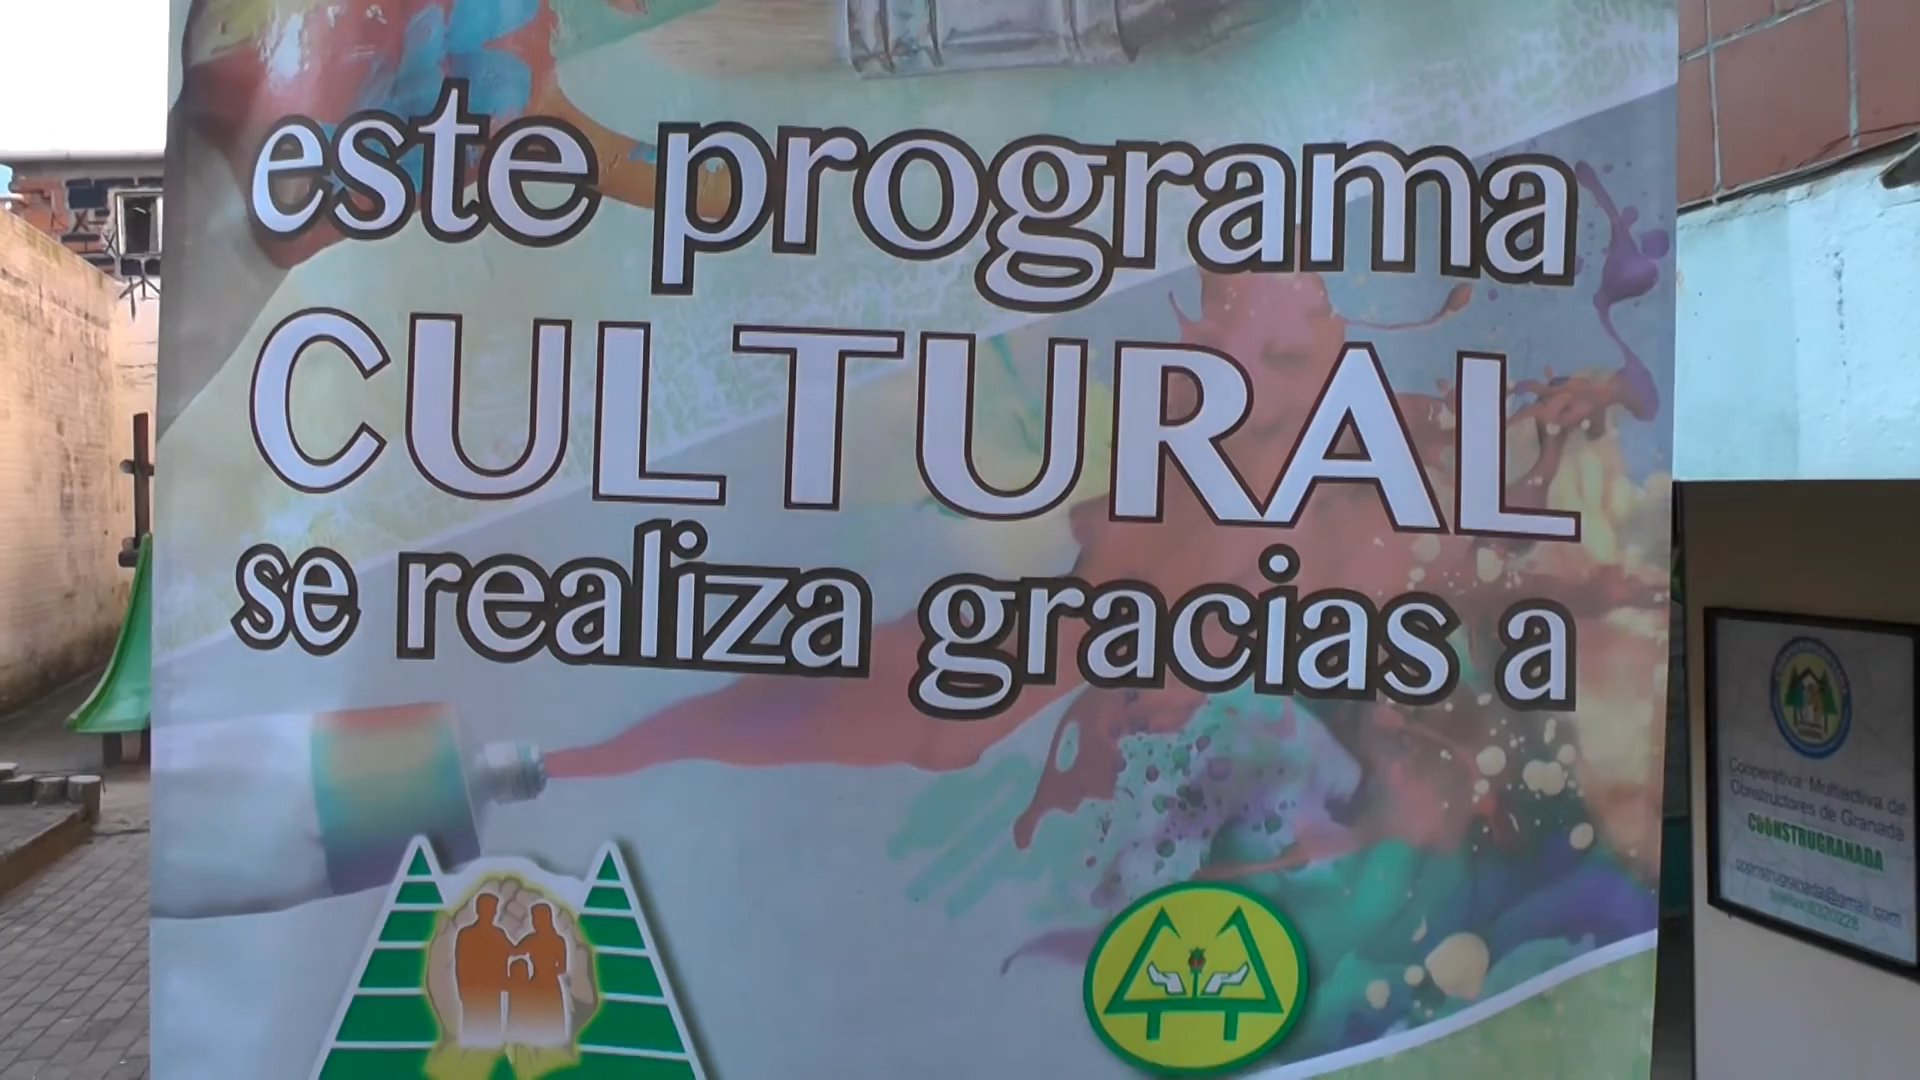 este programa
CULTURAL
se realiza gracias a
Cooperativa Multiactiva de
Constructores de Granada
COONSTRUGRANADA
coonstrugranada@gmail.com